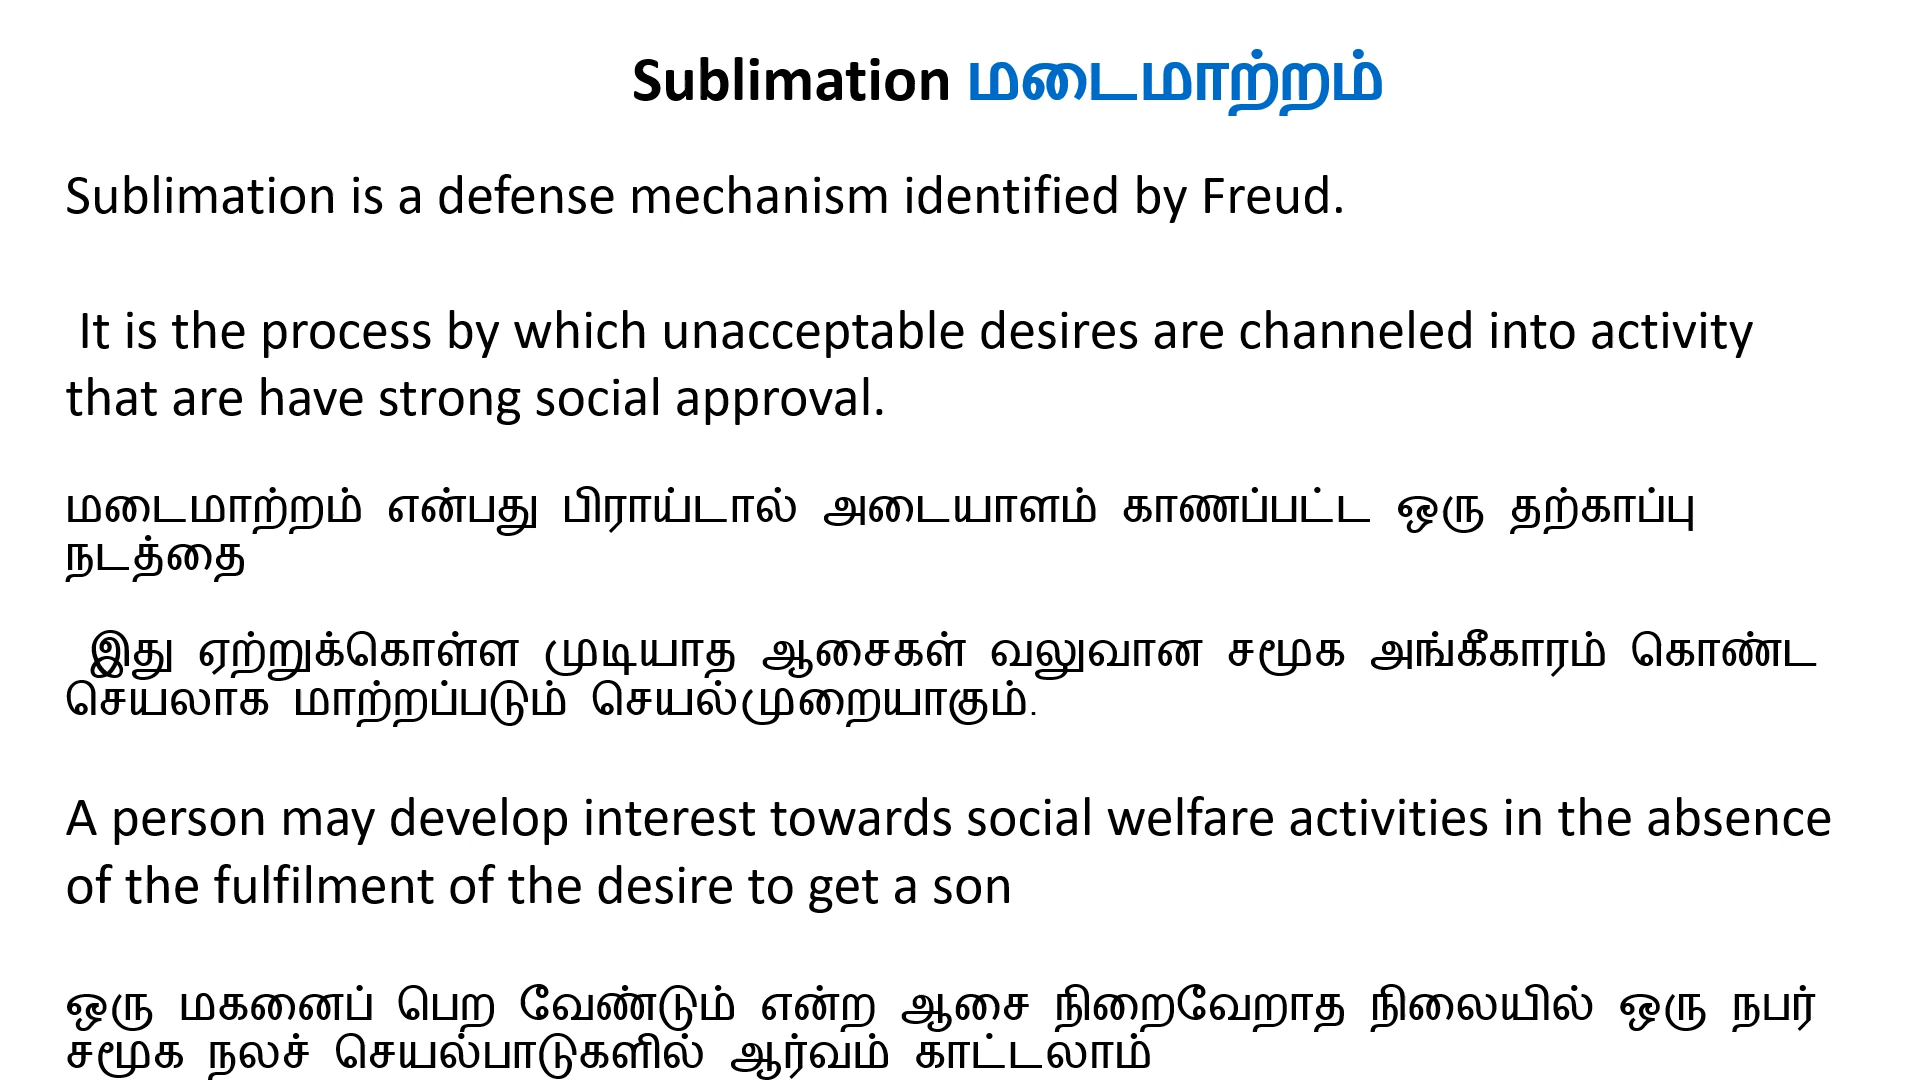 Sublimation மடைமாற்றம்
Sublimation is a defense mechanism identified by Freud.
It is the process by which unacceptable desires are channeled into activity
that are have strong social approval.
மடைமாற்றம் என்பது பிராய்டால் அடையாளம் காணப்பட்ட ஒரு தற்காப்பு
நடத்தை
இது ஏற்றுக்கொள்ள முடியாத ஆசைகள் வலுவான சமூக அங்கீகாரம் கொண்ட
செயலாக மாற்றப்படும் செயல்முறையாகும்.
A person may develop interest towards social welfare activities in the absence
of the fulfilment of the desire to get a son
ஒரு மகனைப் பெற வேண்டும் என்ற ஆசை நிறைவேறாத நிலையில் ஒரு நபர்
சமூக நலச் செயல்பாடுகளில் ஆர்வம் காட்டலாம்